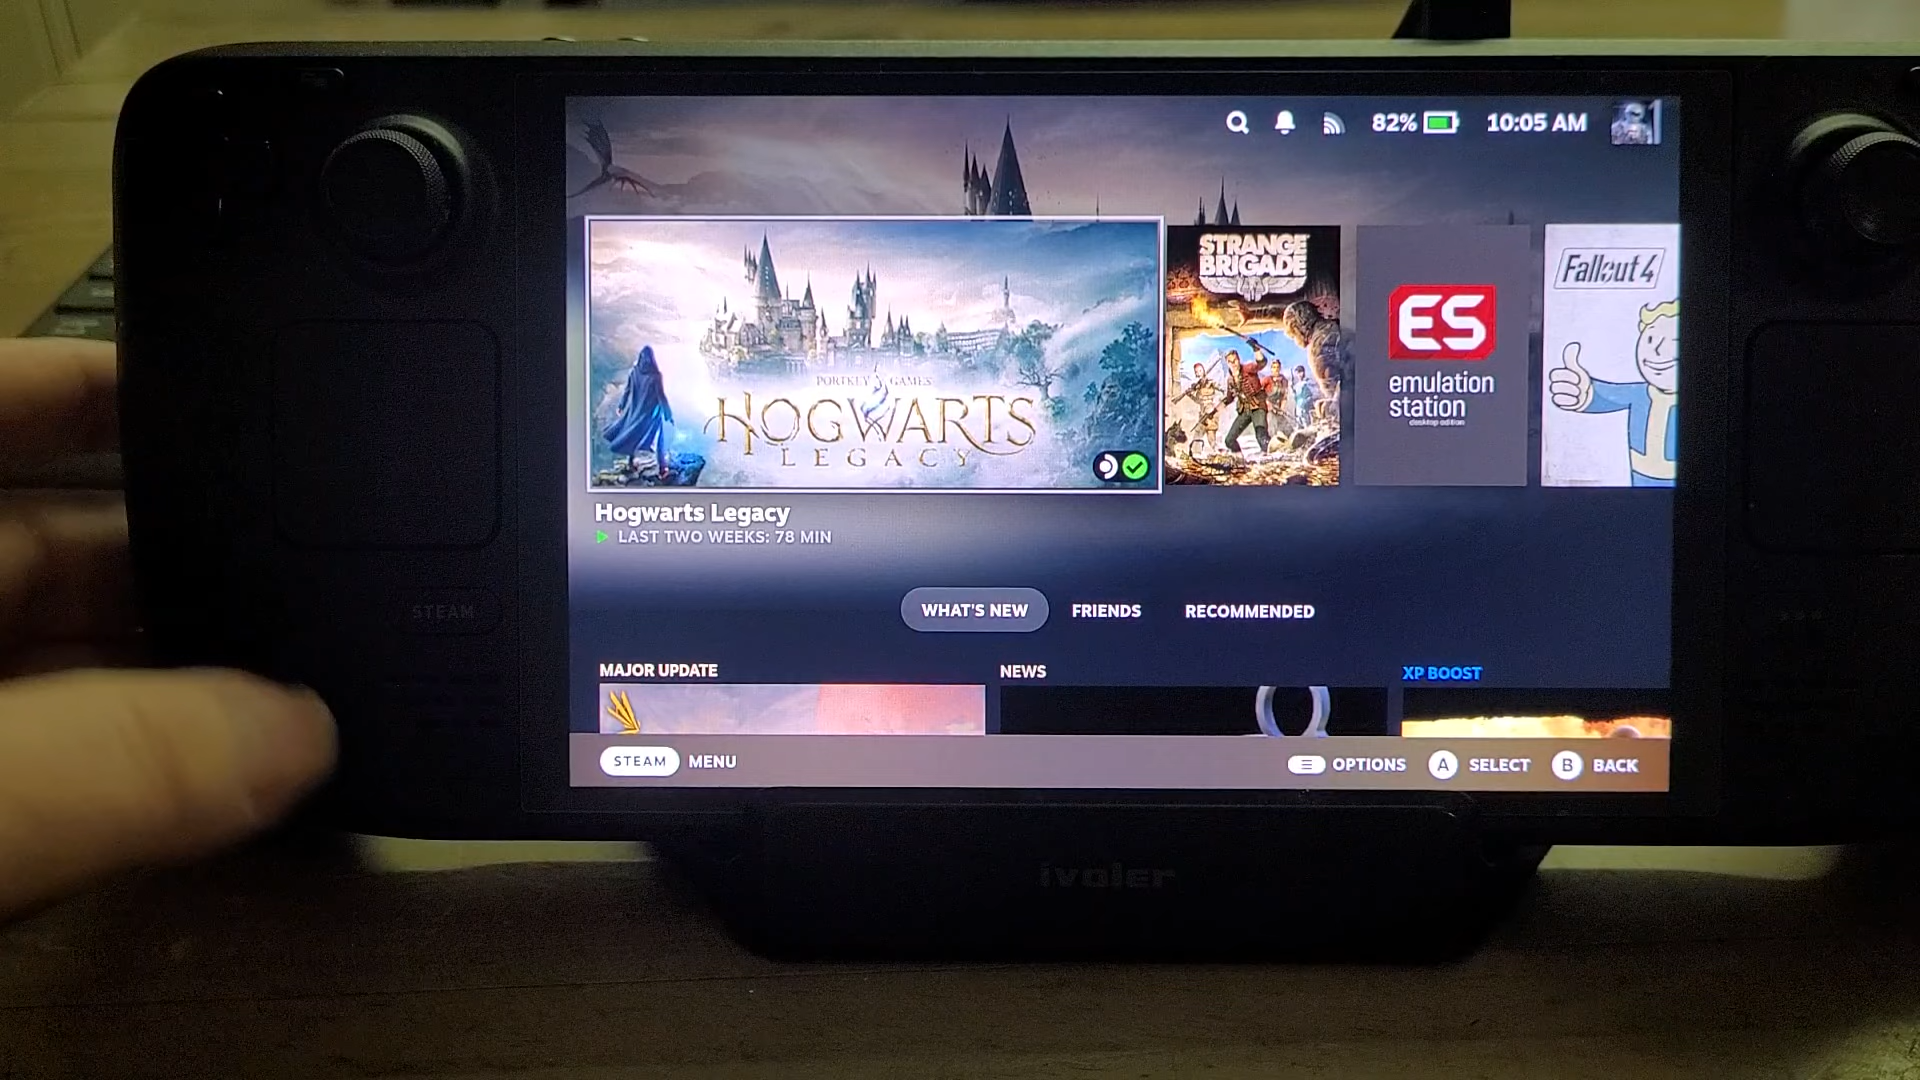 82% 10:05 AM
PORTKEY GAMES
HOGWARTS
LEGACY
STRANGE
BRIGADE
ES
emulation
station
desktop edition
Fallout 4
Hogwarts Legacy
LAST TWO WEEKS: 78 MIN
WHAT'S NEW FRIENDS RECOMMENDED
STEAM
MAJOR UPDATE NEWS XP BOOST
STEAM MENU OPTIONS A SELECT B BACK
ivoler